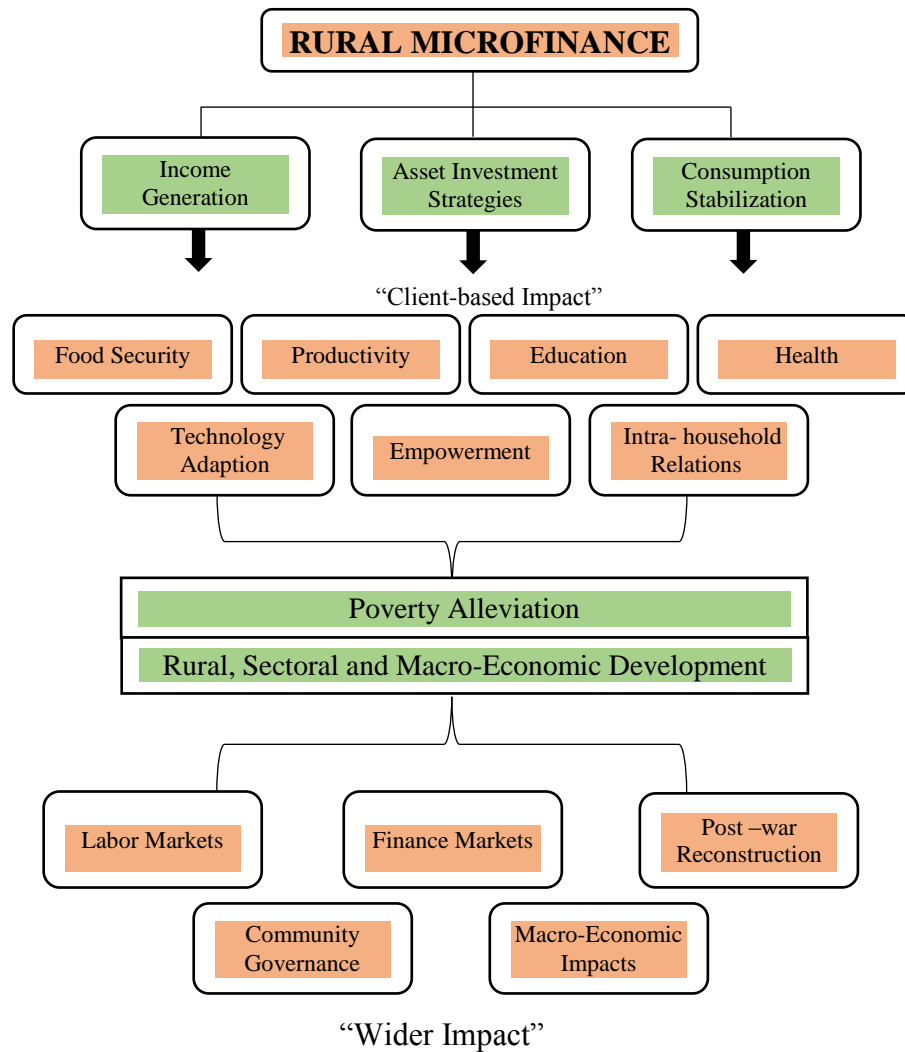 RURAL MICROFINANCE
Income
Generation
Asset Investment
Strategies
Consumption
Stabilization
“Client-based Impact”
Food Security
Productivity
Education
Health
Technology
Adaption
Empowerment
Intra- household
Relations
Poverty Alleviation
Rural, Sectoral and Macro-Economic Development
Labor Markets
Finance Markets
Post –war
Reconstruction
Community
Governance
Macro-Economic
Impacts
“Wider Impact”